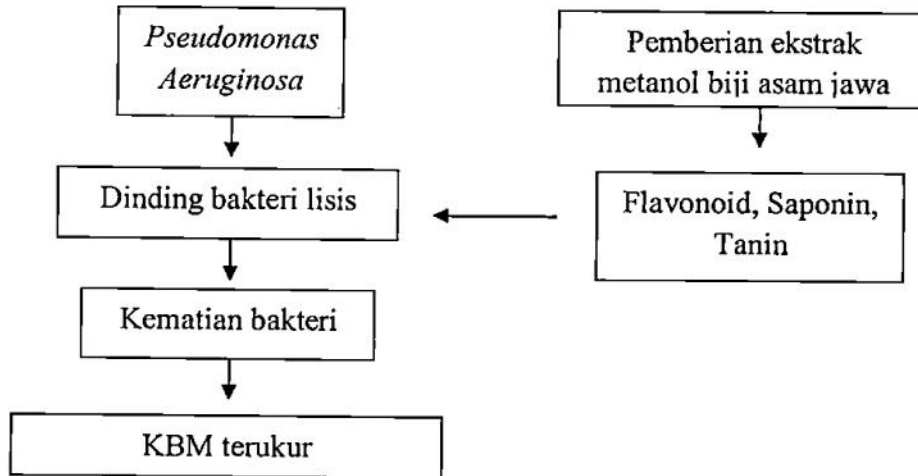 Pseudomonas
Aeruginosa
Dinding bakteri lisis
Kematian bakteri
KBM terukur
Pemberian ekstrak
metanol biji asam jawa
Flavonoid, Saponin,
Tanin